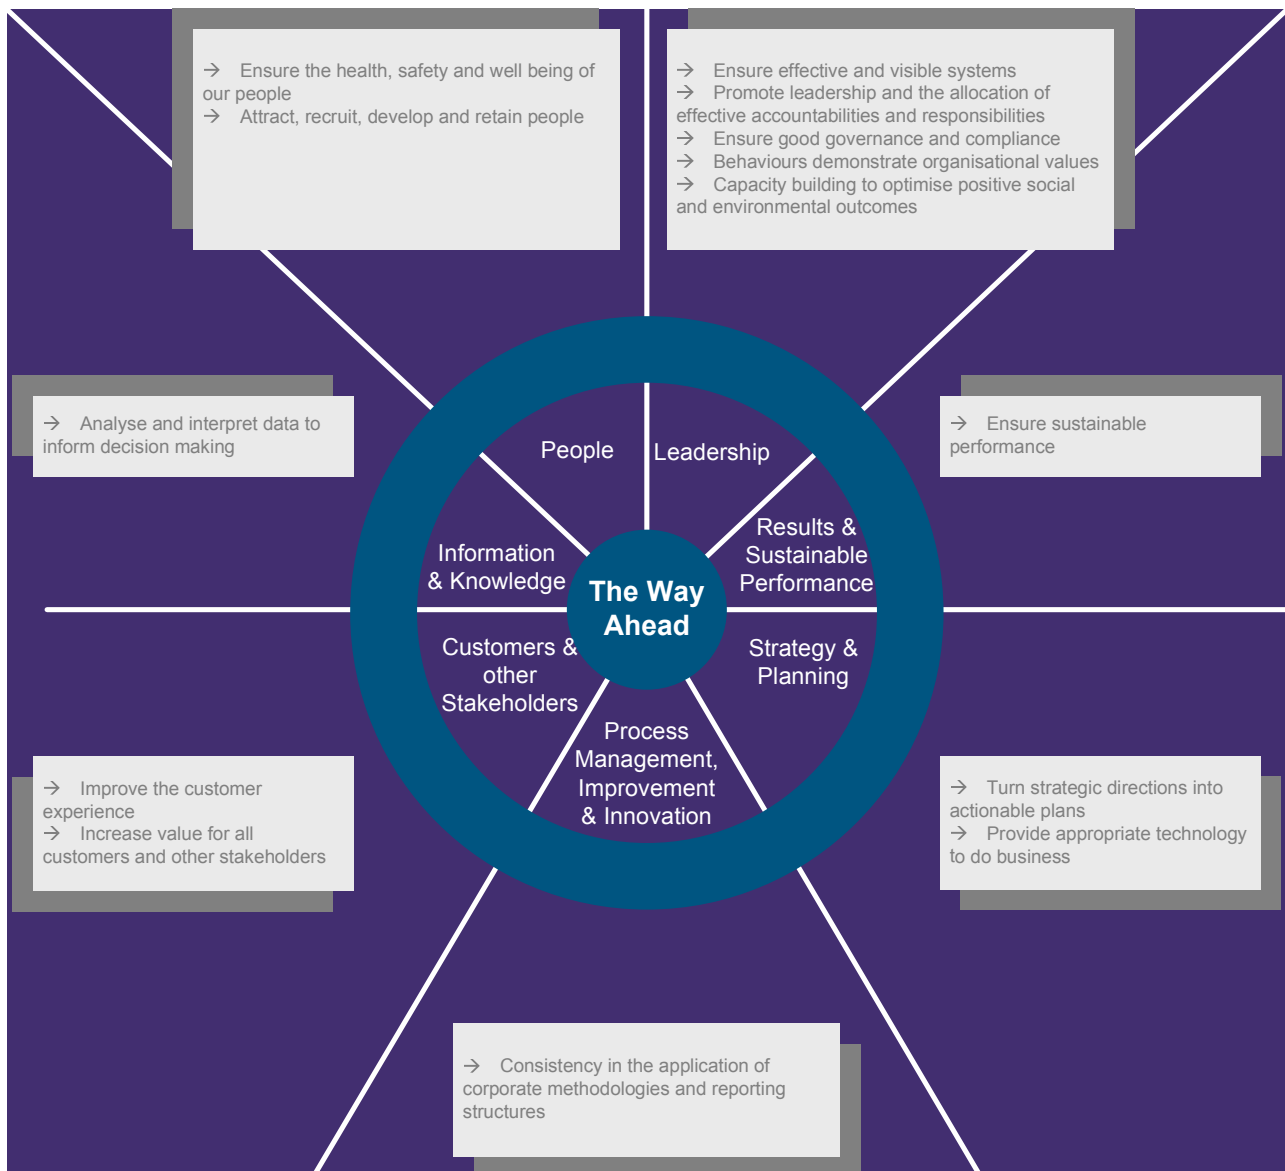 → Ensure the health, safety and well being of
our people
→ Attract, recruit, develop and retain people
→ Ensure effective and visible systems
→ Promote leadership and the allocation of
effective accountabilities and responsibilities
→ Ensure good governance and compliance
→ Behaviours demonstrate organisational values
→ Capacity building to optimise positive social
and environmental outcomes
→ Analyse and interpret data to
inform decision making
→ Ensure sustainable
performance
People
Leadership
Information
& Knowledge
Results &
Sustainable
Performance
The Way
Ahead
Customers &
other
Stakeholders
Strategy &
Planning
Process
Management,
Improvement
& Innovation
→ Improve the customer
experience
→ Increase value for all
customers and other stakeholders
→ Turn strategic directions into
actionable plans
→ Provide appropriate technology
to do business
→ Consistency in the application of
corporate methodologies and reporting
structures